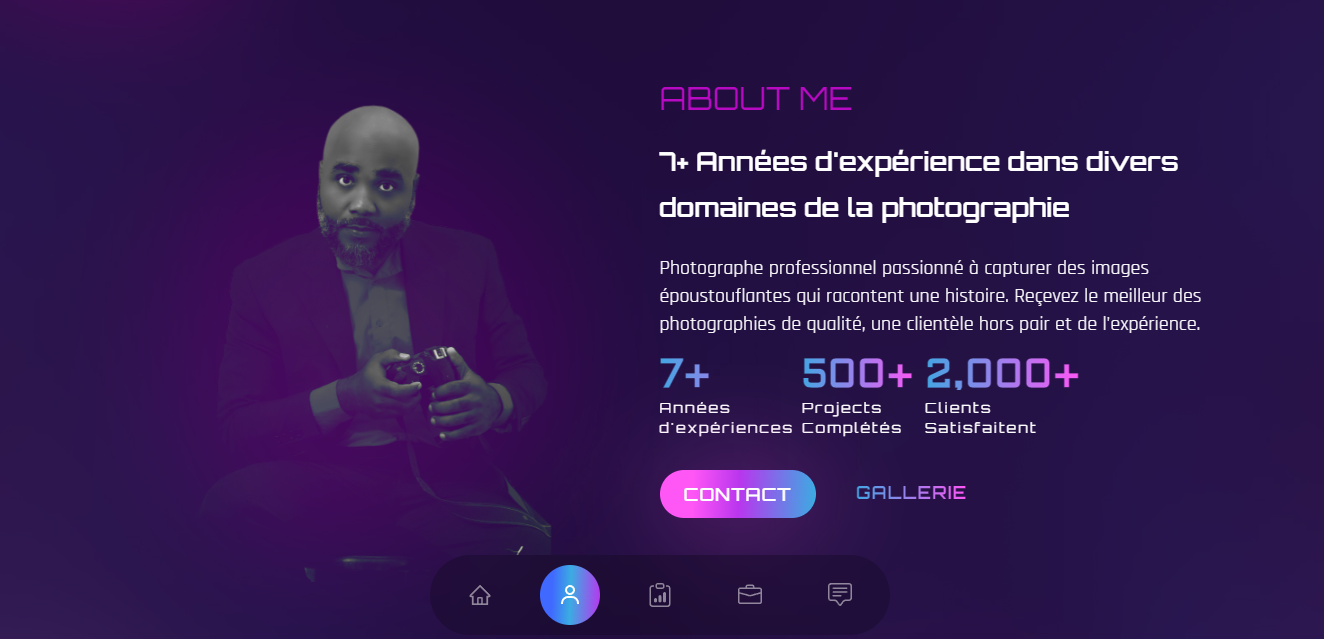 ABOUT ME
7+ Années d'expérience dans divers
domaines de la photographie
Photographe professionnel passionné à capturer des images
époustouflantes qui racontent une histoire. Reçevez le meilleur des
photographies de qualité, une clientèle hors pair et de l'expérience.
7+ 500+ 2,000+
Années Projects Clients
d'expériences Complétés Satisfaitent
CONTACT GALLERIE